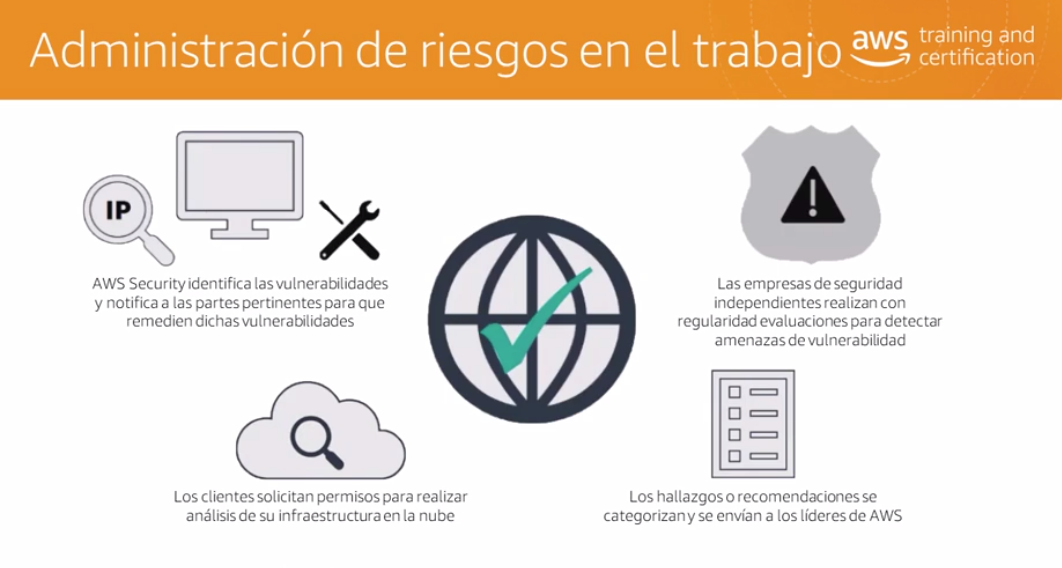 Administración de riesgos en el trabajo
aws training and
certification
IP
AWS Security identifica las vulnerabilidades
y notifica a las partes pertinentes para que
remedien dichas vulnerabilidades
Las empresas de seguridad
independientes realizan con
regularidad evaluaciones para detectar
amenazas de vulnerabilidad
Los clientes solicitan permisos para realizar
análisis de su infraestructura en la nube
Los hallazgos o recomendaciones se
categorizan y se envían a los líderes de AWS